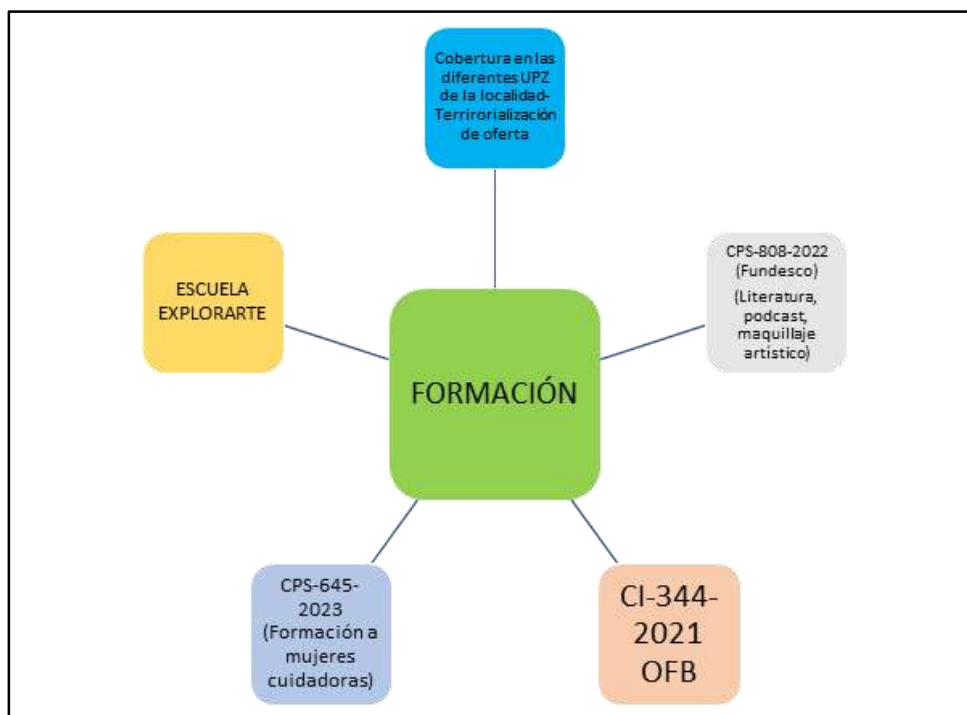 Cobertura en las
diferentes UPZ
de la localidad-
Terrirorialización
de oferta
CPS-808-2022
(Fundesco)
(Literatura,
podcast,
maquillaje
artístico)
ESCUELA
EXPLORARTE
FORMACIÓN
CPS-645-
2023
(Formación a
mujeres
cuidadoras)
CI-344-
2021
OFB